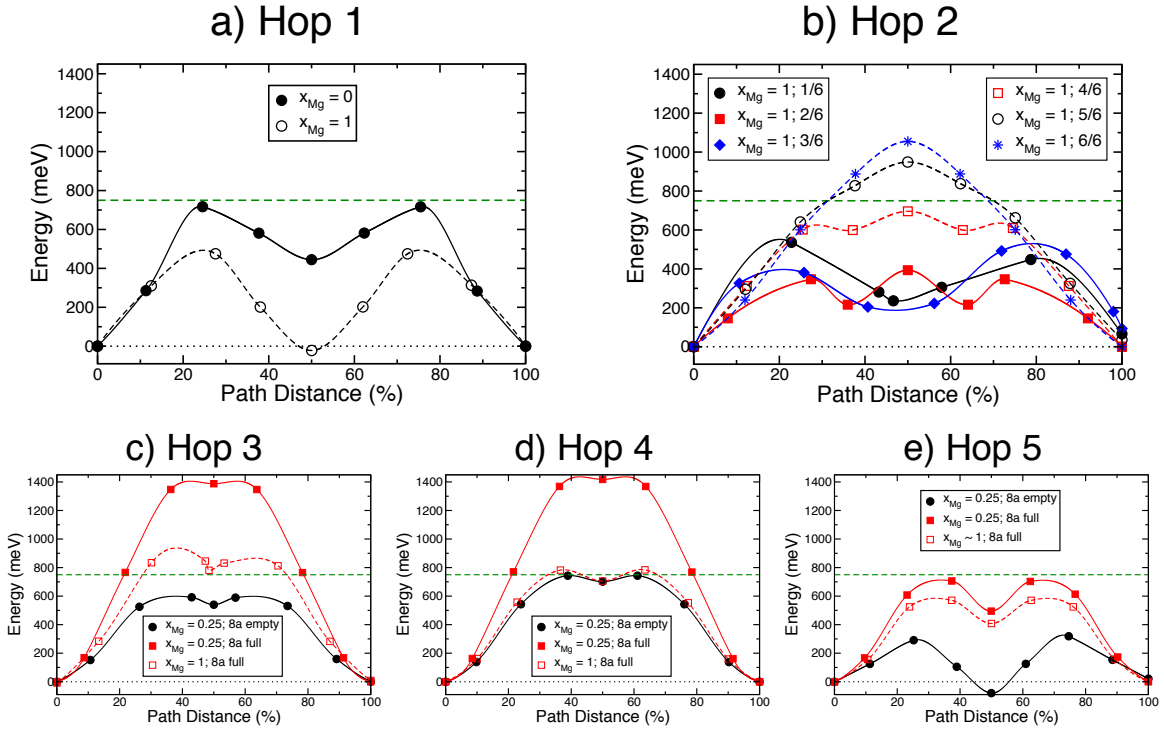 a) Hop 1
1400
1200
1000
800
600
400
200
0
Energy (meV)
x_Mg = 0
x_Mg = 1
0 20 40 60 80 100
Path Distance (%)
b) Hop 2
1400
1200
1000
800
600
400
200
0
Energy (meV)
x_Mg = 1; 1/6
x_Mg = 1; 2/6
x_Mg = 1; 3/6
x_Mg = 1; 4/6
x_Mg = 1; 5/6
x_Mg = 1; 6/6
0 20 40 60 80 100
Path Distance (%)
c) Hop 3
1400
1200
1000
800
600
400
200
0
Energy (meV)
x_Mg = 0.25; 8a empty
x_Mg = 0.25; 8a full
x_Mg = 1; 8a full
0 20 40 60 80 100
Path Distance (%)
d) Hop 4
1400
1200
1000
800
600
400
200
0
Energy (meV)
x_Mg = 0.25; 8a empty
x_Mg = 0.25; 8a full
x_Mg = 1; 8a full
0 20 40 60 80 100
Path Distance (%)
e) Hop 5
1400
1200
1000
800
600
400
200
0
Energy (meV)
x_Mg = 0.25; 8a empty
x_Mg = 0.25; 8a full
x_Mg ~ 1; 8a full
0 20 40 60 80 100
Path Distance (%)